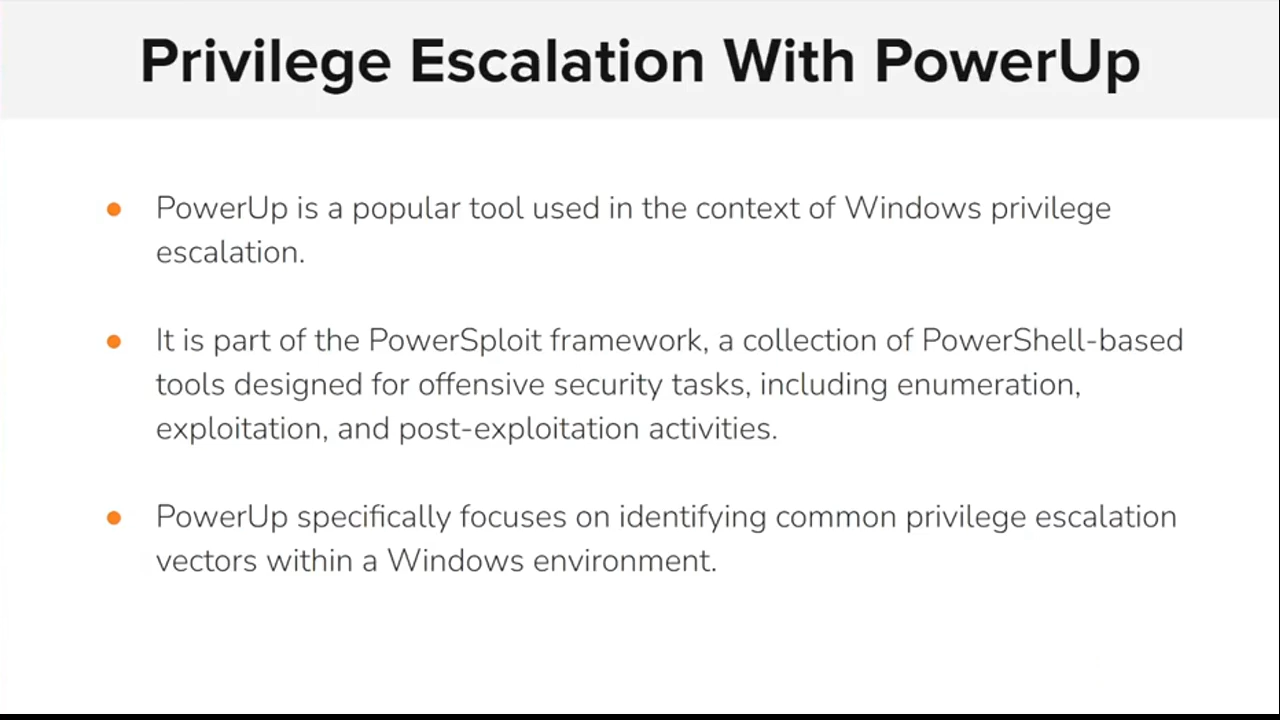 Privilege Escalation With PowerUp
● PowerUp is a popular tool used in the context of Windows privilege
escalation.
● It is part of the PowerSploit framework, a collection of PowerShell-based
tools designed for offensive security tasks, including enumeration,
exploitation, and post-exploitation activities.
● PowerUp specifically focuses on identifying common privilege escalation
vectors within a Windows environment.